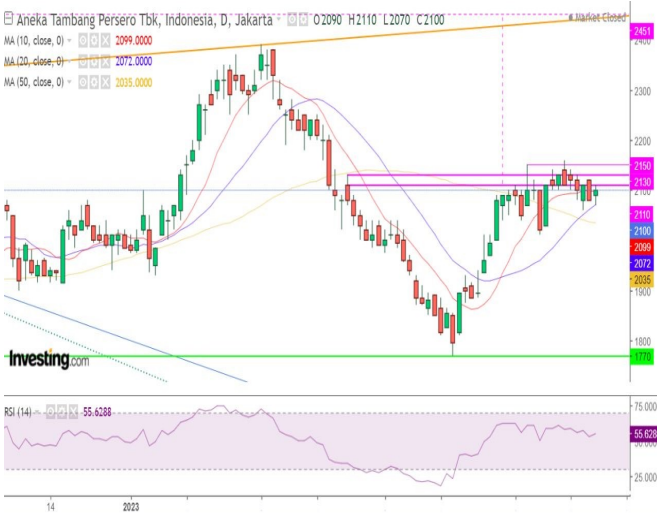 Aneka Tambang Persero Tbk, Indonesia, D, Jakarta O2090 H2110 L2070 C2100
Market Closed
MA (10, close, 0) 2099.0000
MA (20, close, 0) 2072.0000
MA (50, close, 0) 2035.0000
2451
2400
2300
2200
2150
2130
2100
2110
2100
2099
2072
2035
1900
1800
1770
Investing.com
RSI (14) 55.6288
75.000
55.628
50.000
25.000
14 2023